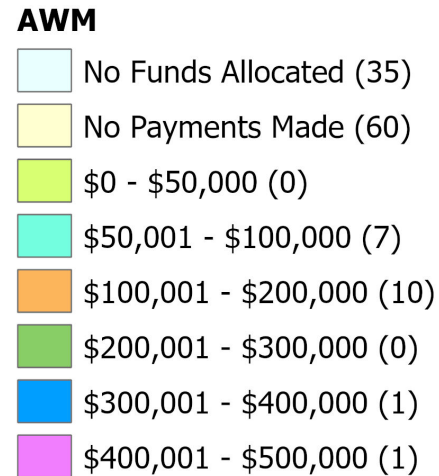 AWM
No Funds Allocated (35)
No Payments Made (60)
$0 - $50,000 (0)
$50,001 - $100,000 (7)
$100,001 - $200,000 (10)
$200,001 - $300,000 (0)
$300,001 - $400,000 (1)
$400,001 - $500,000 (1)